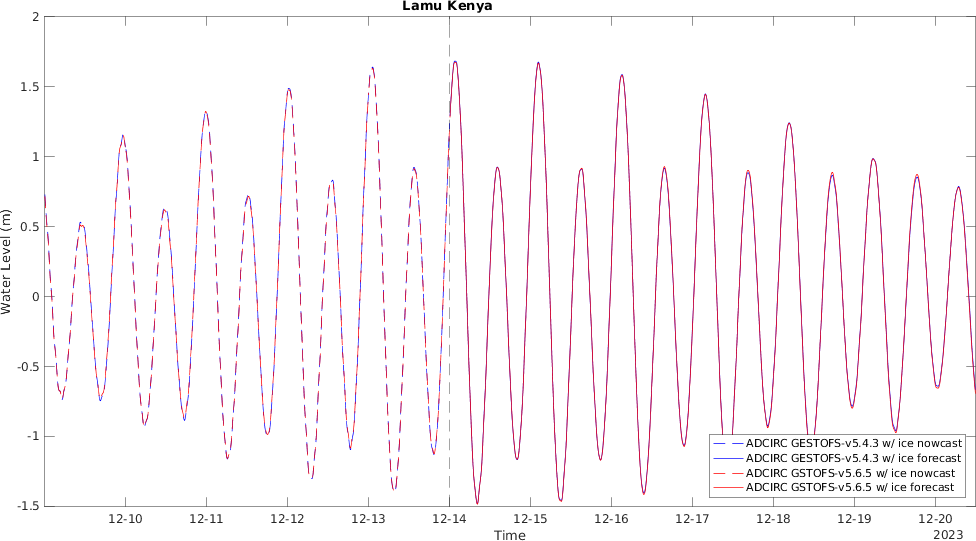 Lamu Kenya
2
1.5
1
0.5
0
-0.5
-1
-1.5
Water Level (m)
12-10 12-11 12-12 12-13 12-14 12-15 12-16 12-17 12-18 12-19 12-20
Time
2023
ADCIRC GESTOFS-v5.4.3 w/ ice nowcast
ADCIRC GESTOFS-v5.4.3 w/ ice forecast
ADCIRC GSTOFS-v5.6.5 w/ ice nowcast
ADCIRC GSTOFS-v5.6.5 w/ ice forecast